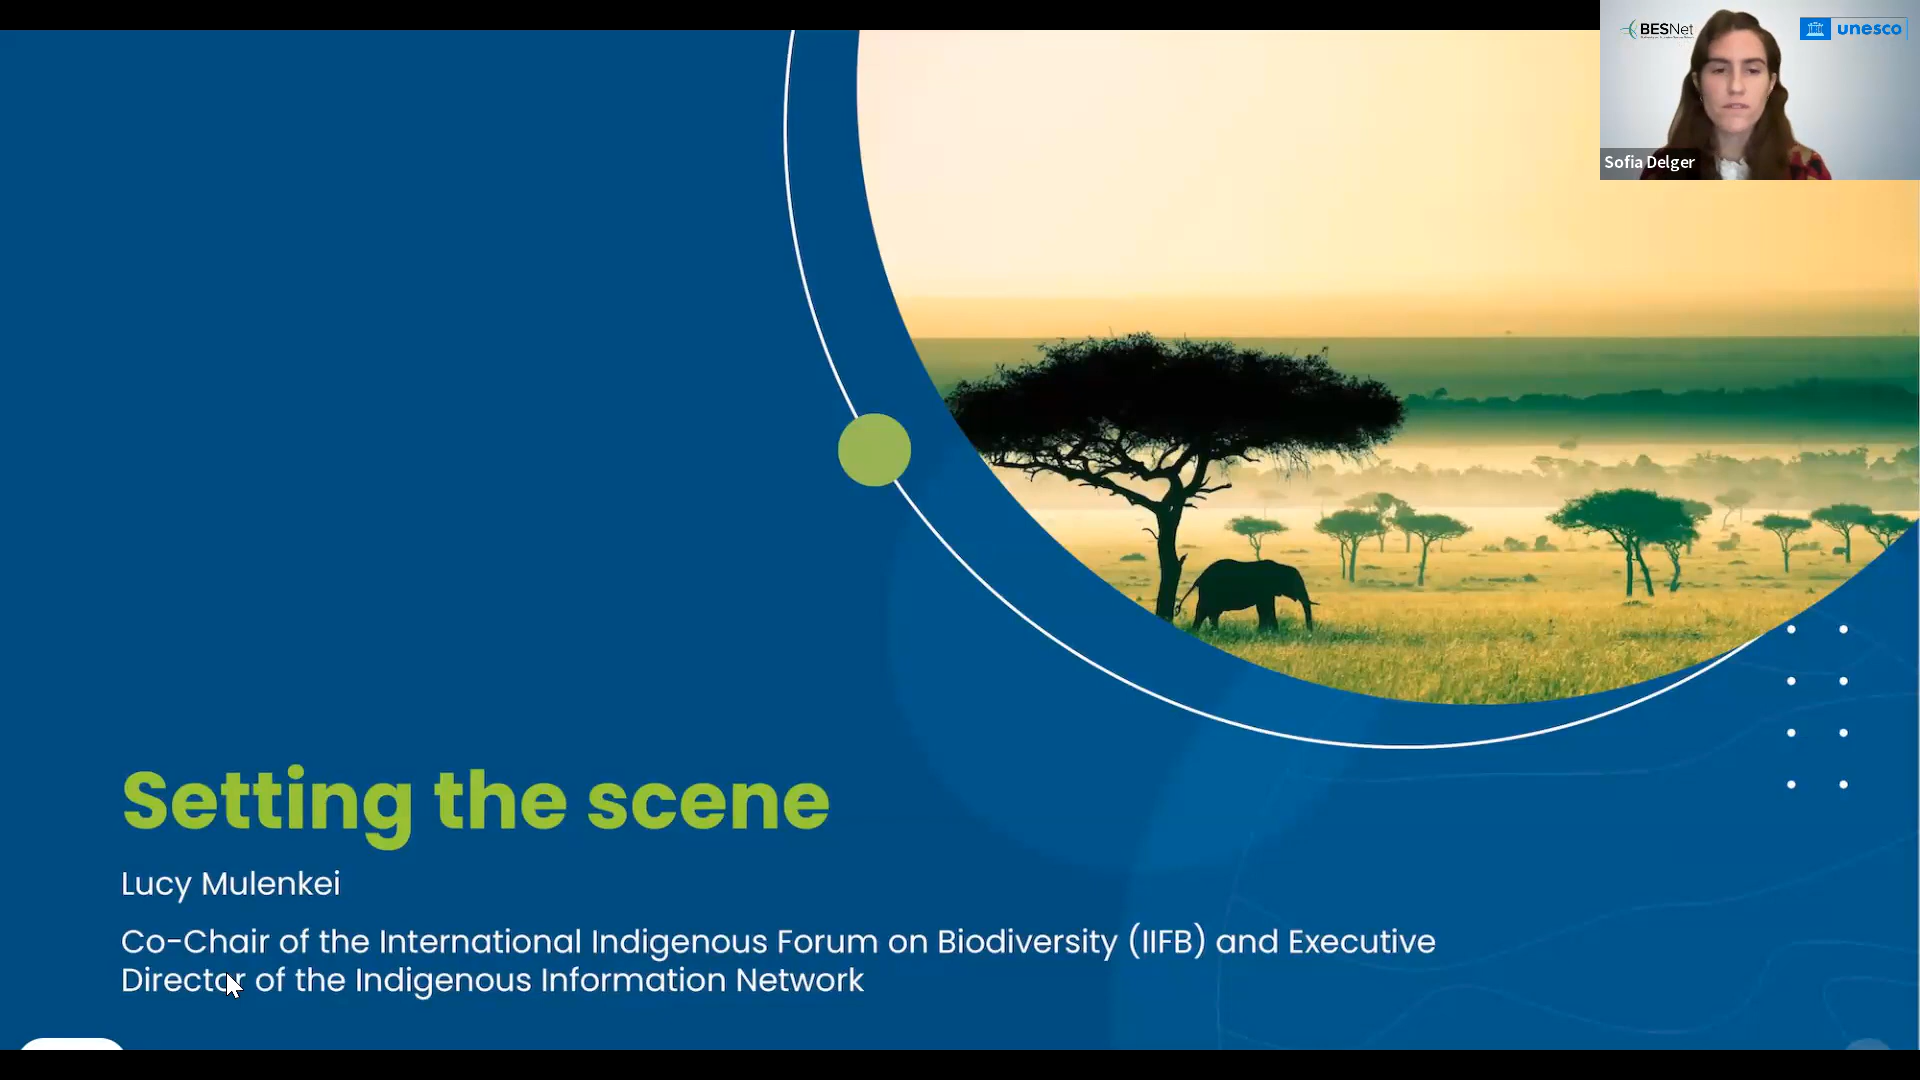 BESNet
unesco
Sofia Delger
Setting the scene
Lucy Mulenkei
Co-Chair of the International Indigenous Forum on Biodiversity (IIFB) and Executive
Director of the Indigenous Information Network